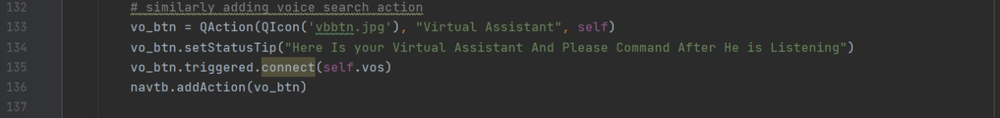 132 # similarly adding voice search action
133 vo_btn = QAction(QIcon('vbbtn.jpg'), "Virtual Assistant", self)
134 vo_btn.setStatusTip("Here Is your Virtual Assistant And Please Command After He is Listening")
135 vo_btn.triggered.connect(self.vos)
136 navtb.addAction(vo_btn)
137